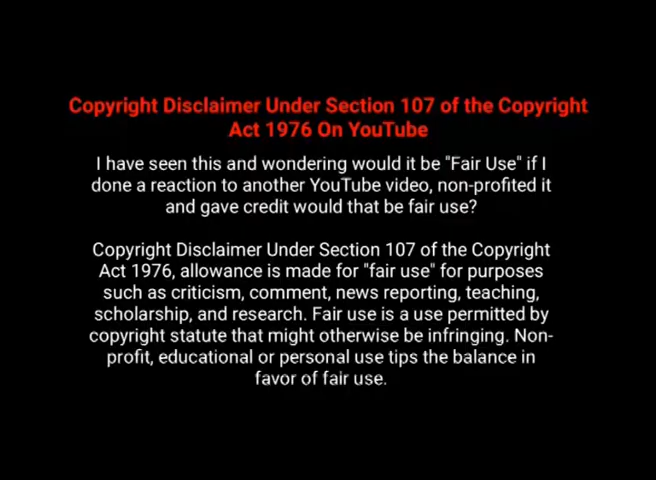 Copyright Disclaimer Under Section 107 of the Copyright
Act 1976 On YouTube
I have seen this and wondering would it be "Fair Use" if I
done a reaction to another YouTube video, non-profited it
and gave credit would that be fair use?
Copyright Disclaimer Under Section 107 of the Copyright
Act 1976, allowance is made for "fair use" for purposes
such as criticism, comment, news reporting, teaching,
scholarship, and research. Fair use is a use permitted by
copyright statute that might otherwise be infringing. Non-
profit, educational or personal use tips the balance in
favor of fair use.